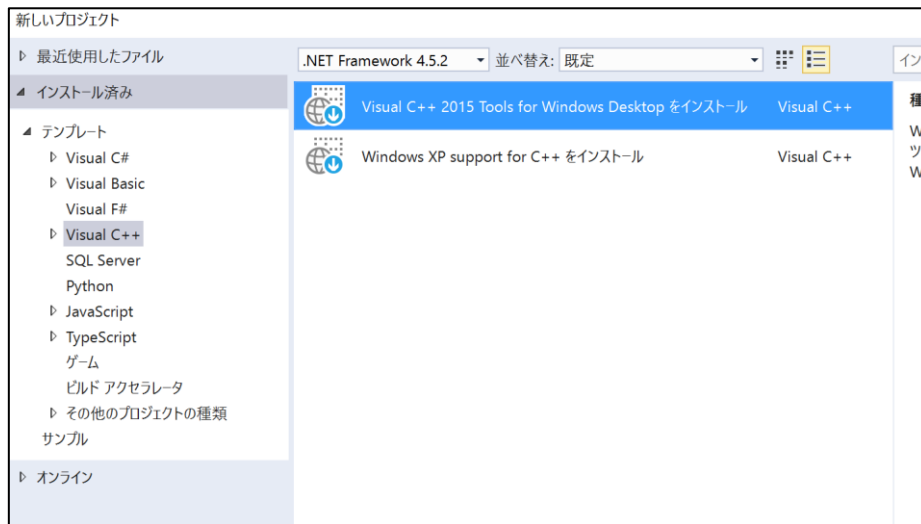 新しいプロジェクト
最近使用したファイル
.NET Framework 4.5.2 並べ替え: 既定
インストール済み
Visual C++ 2015 Tools for Windows Desktop をインストール Visual C++
テンプレート
Visual C#
Windows XP support for C++ をインストール Visual C++
Visual Basic
Visual F#
Visual C++
SQL Server
Python
JavaScript
TypeScript
ゲーム
ビルド アクセラレータ
その他のプロジェクトの種類
サンプル
オンライン